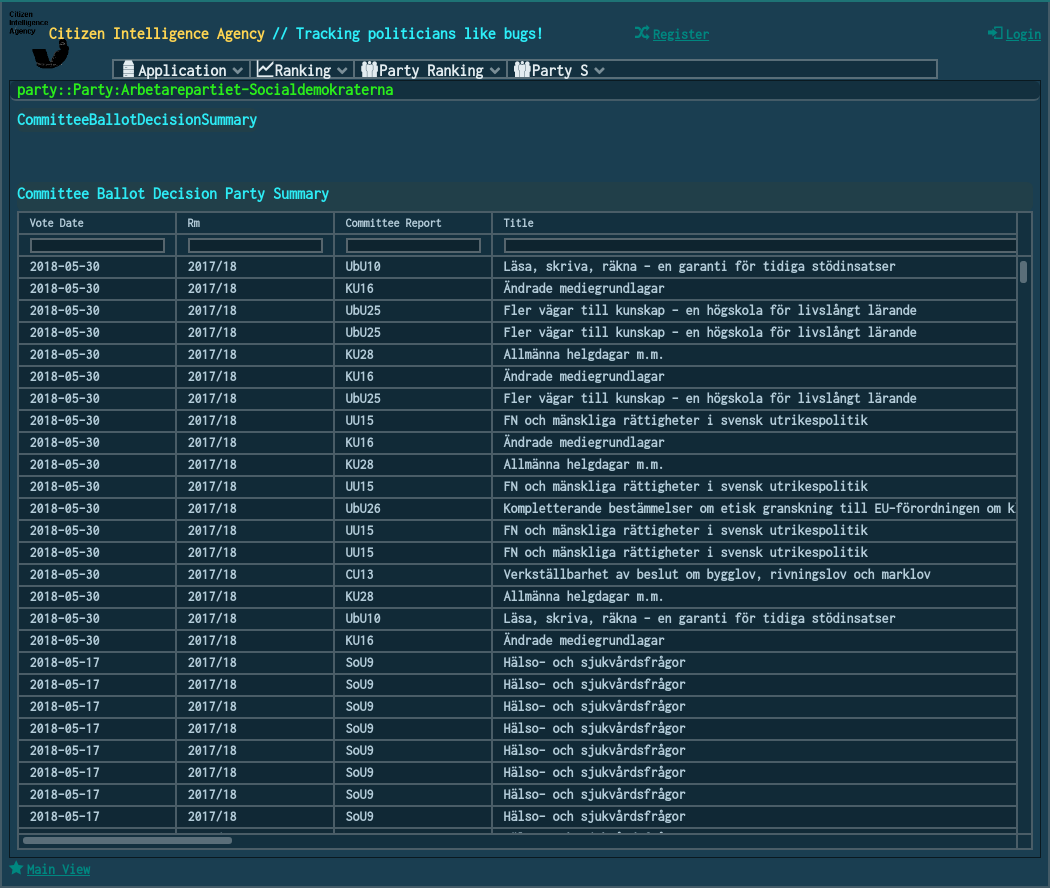 Citizen
Intelligence
Agency
Citizen Intelligence Agency // Tracking politicians like bugs!
Register
Login
Application Ranking Party Ranking Party S
party::Party:Arbetarepartiet-Socialdemokraterna
CommitteeBallotDecisionSummary
Committee Ballot Decision Party Summary
Vote Date Rm Committee Report Title
2018-05-30 2017/18 UbU10 Läsa, skriva, räkna - en garanti för tidiga stödinsatser
2018-05-30 2017/18 KU16 Ändrade mediegrundlagar
2018-05-30 2017/18 UbU25 Fler vägar till kunskap - en högskola för livslångt lärande
2018-05-30 2017/18 UbU25 Fler vägar till kunskap - en högskola för livslångt lärande
2018-05-30 2017/18 KU28 Allmänna helgdagar m.m.
2018-05-30 2017/18 KU16 Ändrade mediegrundlagar
2018-05-30 2017/18 UbU25 Fler vägar till kunskap - en högskola för livslångt lärande
2018-05-30 2017/18 UU15 FN och mänskliga rättigheter i svensk utrikespolitik
2018-05-30 2017/18 KU16 Ändrade mediegrundlagar
2018-05-30 2017/18 KU28 Allmänna helgdagar m.m.
2018-05-30 2017/18 UU15 FN och mänskliga rättigheter i svensk utrikespolitik
2018-05-30 2017/18 UbU26 Kompletterande bestämmelser om etisk granskning till EU-förordningen om k
2018-05-30 2017/18 UU15 FN och mänskliga rättigheter i svensk utrikespolitik
2018-05-30 2017/18 UU15 FN och mänskliga rättigheter i svensk utrikespolitik
2018-05-30 2017/18 CU13 Verkställbarhet av beslut om bygglov, rivningslov och marklov
2018-05-30 2017/18 KU28 Allmänna helgdagar m.m.
2018-05-30 2017/18 UbU10 Läsa, skriva, räkna - en garanti för tidiga stödinsatser
2018-05-30 2017/18 KU16 Ändrade mediegrundlagar
2018-05-17 2017/18 SoU9 Hälso- och sjukvårdsfrågor
2018-05-17 2017/18 SoU9 Hälso- och sjukvårdsfrågor
2018-05-17 2017/18 SoU9 Hälso- och sjukvårdsfrågor
2018-05-17 2017/18 SoU9 Hälso- och sjukvårdsfrågor
2018-05-17 2017/18 SoU9 Hälso- och sjukvårdsfrågor
2018-05-17 2017/18 SoU9 Hälso- och sjukvårdsfrågor
2018-05-17 2017/18 SoU9 Hälso- och sjukvårdsfrågor
2018-05-17 2017/18 SoU9 Hälso- och sjukvårdsfrågor
Main View